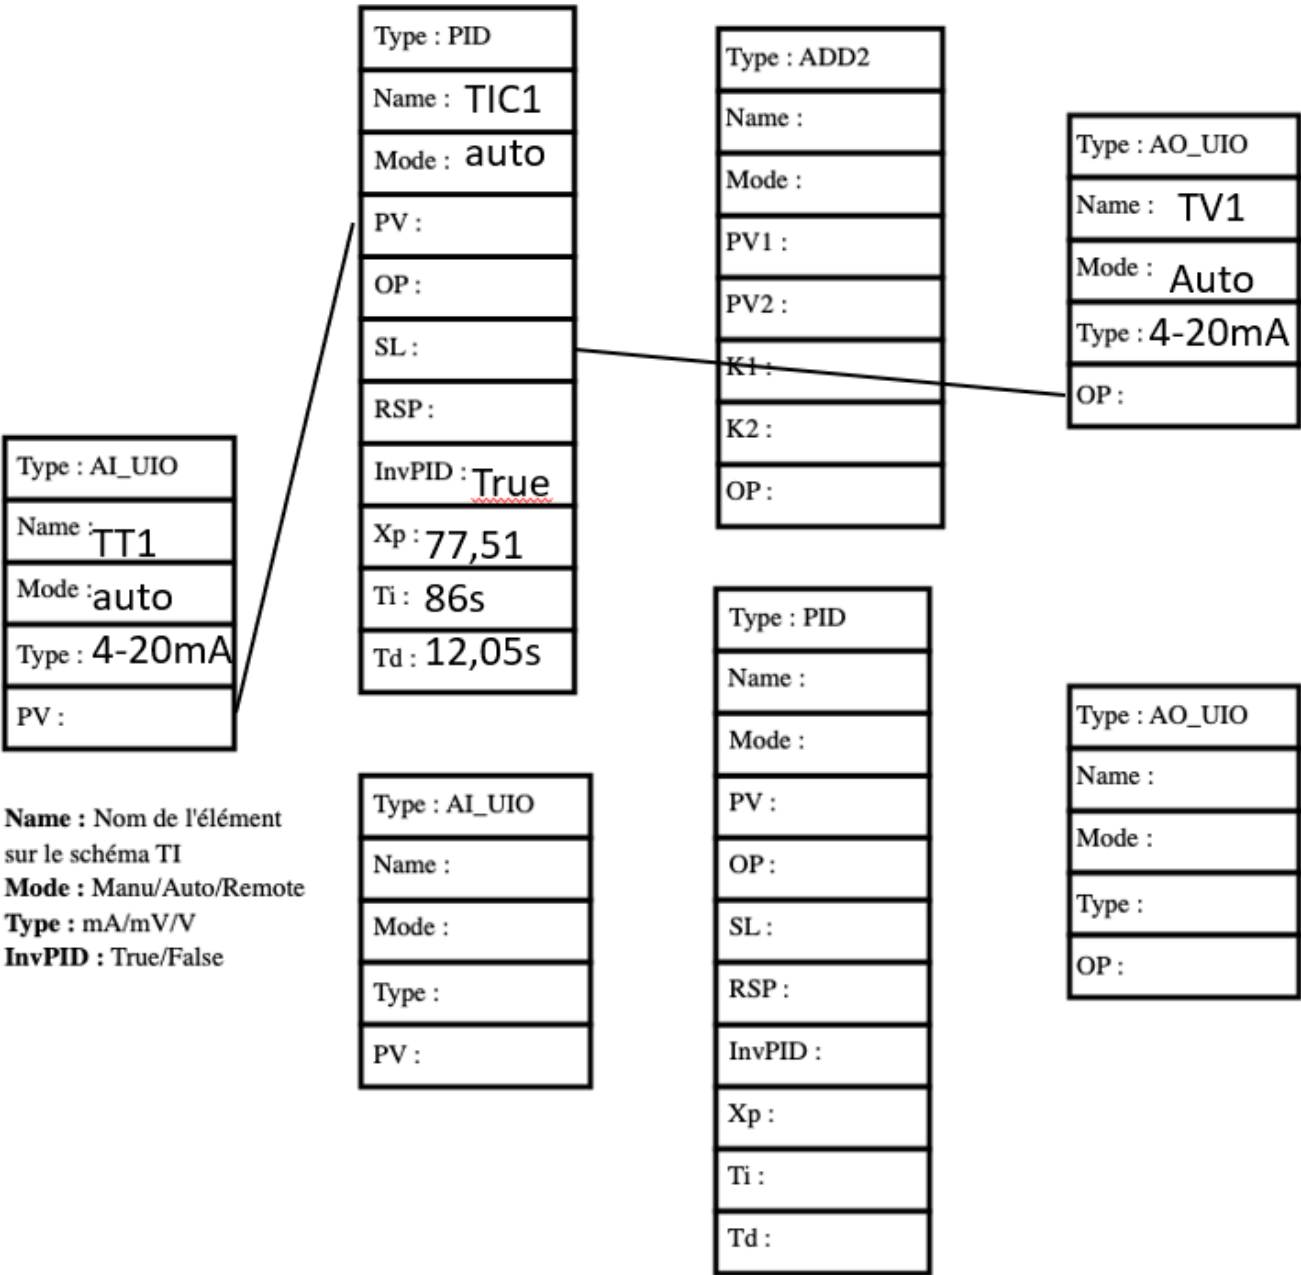 Type : PID
Name : TIC1
Mode : auto
PV :
OP :
SL :
RSP :
InvPID : True
Xp : 77,51
Ti : 86s
Td : 12,05s
Type : ADD2
Name :
Mode :
PV1 :
PV2 :
K1 :
K2 :
OP :
Type : AO_UIO
Name : TV1
Mode : Auto
Type : 4-20mA
OP :
Type : AI_UIO
Name : TT1
Mode : auto
Type : 4-20mA
PV :
Name : Nom de l'élément
sur le schéma TI
Mode : Manu/Auto/Remote
Type : mA/mV/V
InvPID : True/False
Type : AI_UIO
Name :
Mode :
Type :
PV :
Type : PID
Name :
Mode :
PV :
OP :
SL :
RSP :
InvPID :
Xp :
Ti :
Td :
Type : AO_UIO
Name :
Mode :
Type :
OP :